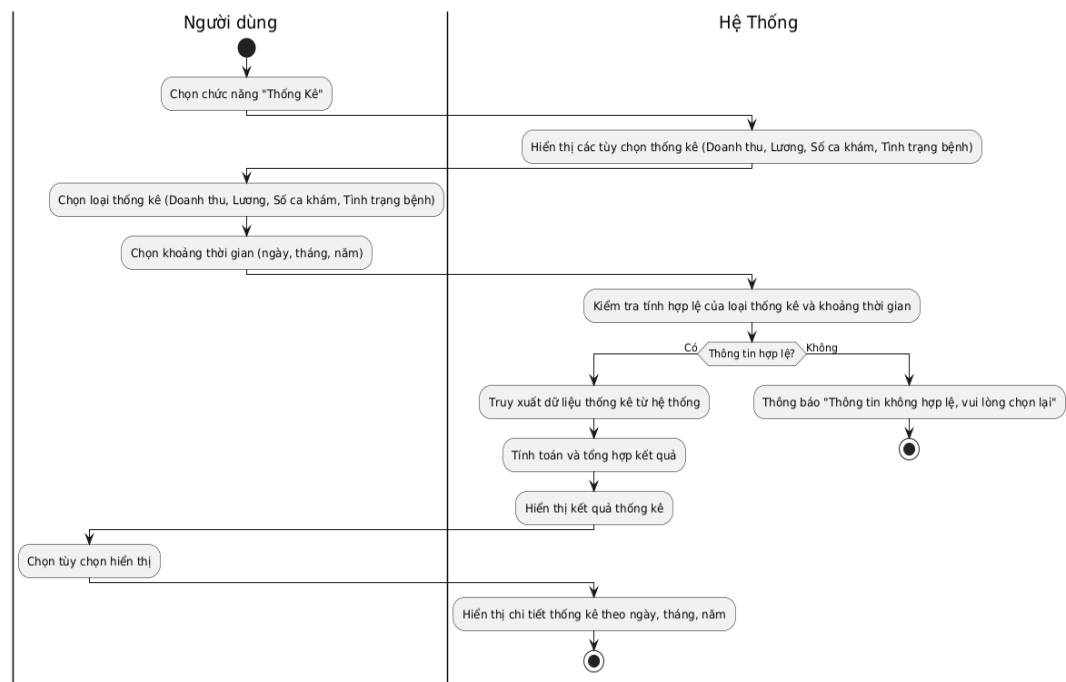 Người dùng
Hệ Thống
Chọn chức năng "Thống Kê"
Hiển thị các tùy chọn thống kê (Doanh thu, Lương, Số ca khám, Tình trạng bệnh)
Chọn loại thống kê (Doanh thu, Lương, Số ca khám, Tình trạng bệnh)
Chọn khoảng thời gian (ngày, tháng, năm)
Kiểm tra tính hợp lệ của loại thống kê và khoảng thời gian
Có
Thông tin hợp lệ?
Không
Truy xuất dữ liệu thống kê từ hệ thống
Thông báo "Thông tin không hợp lệ, vui lòng chọn lại"
Tính toán và tổng hợp kết quả
Hiển thị kết quả thống kê
Chọn tùy chọn hiển thị
Hiển thị chi tiết thống kê theo ngày, tháng, năm